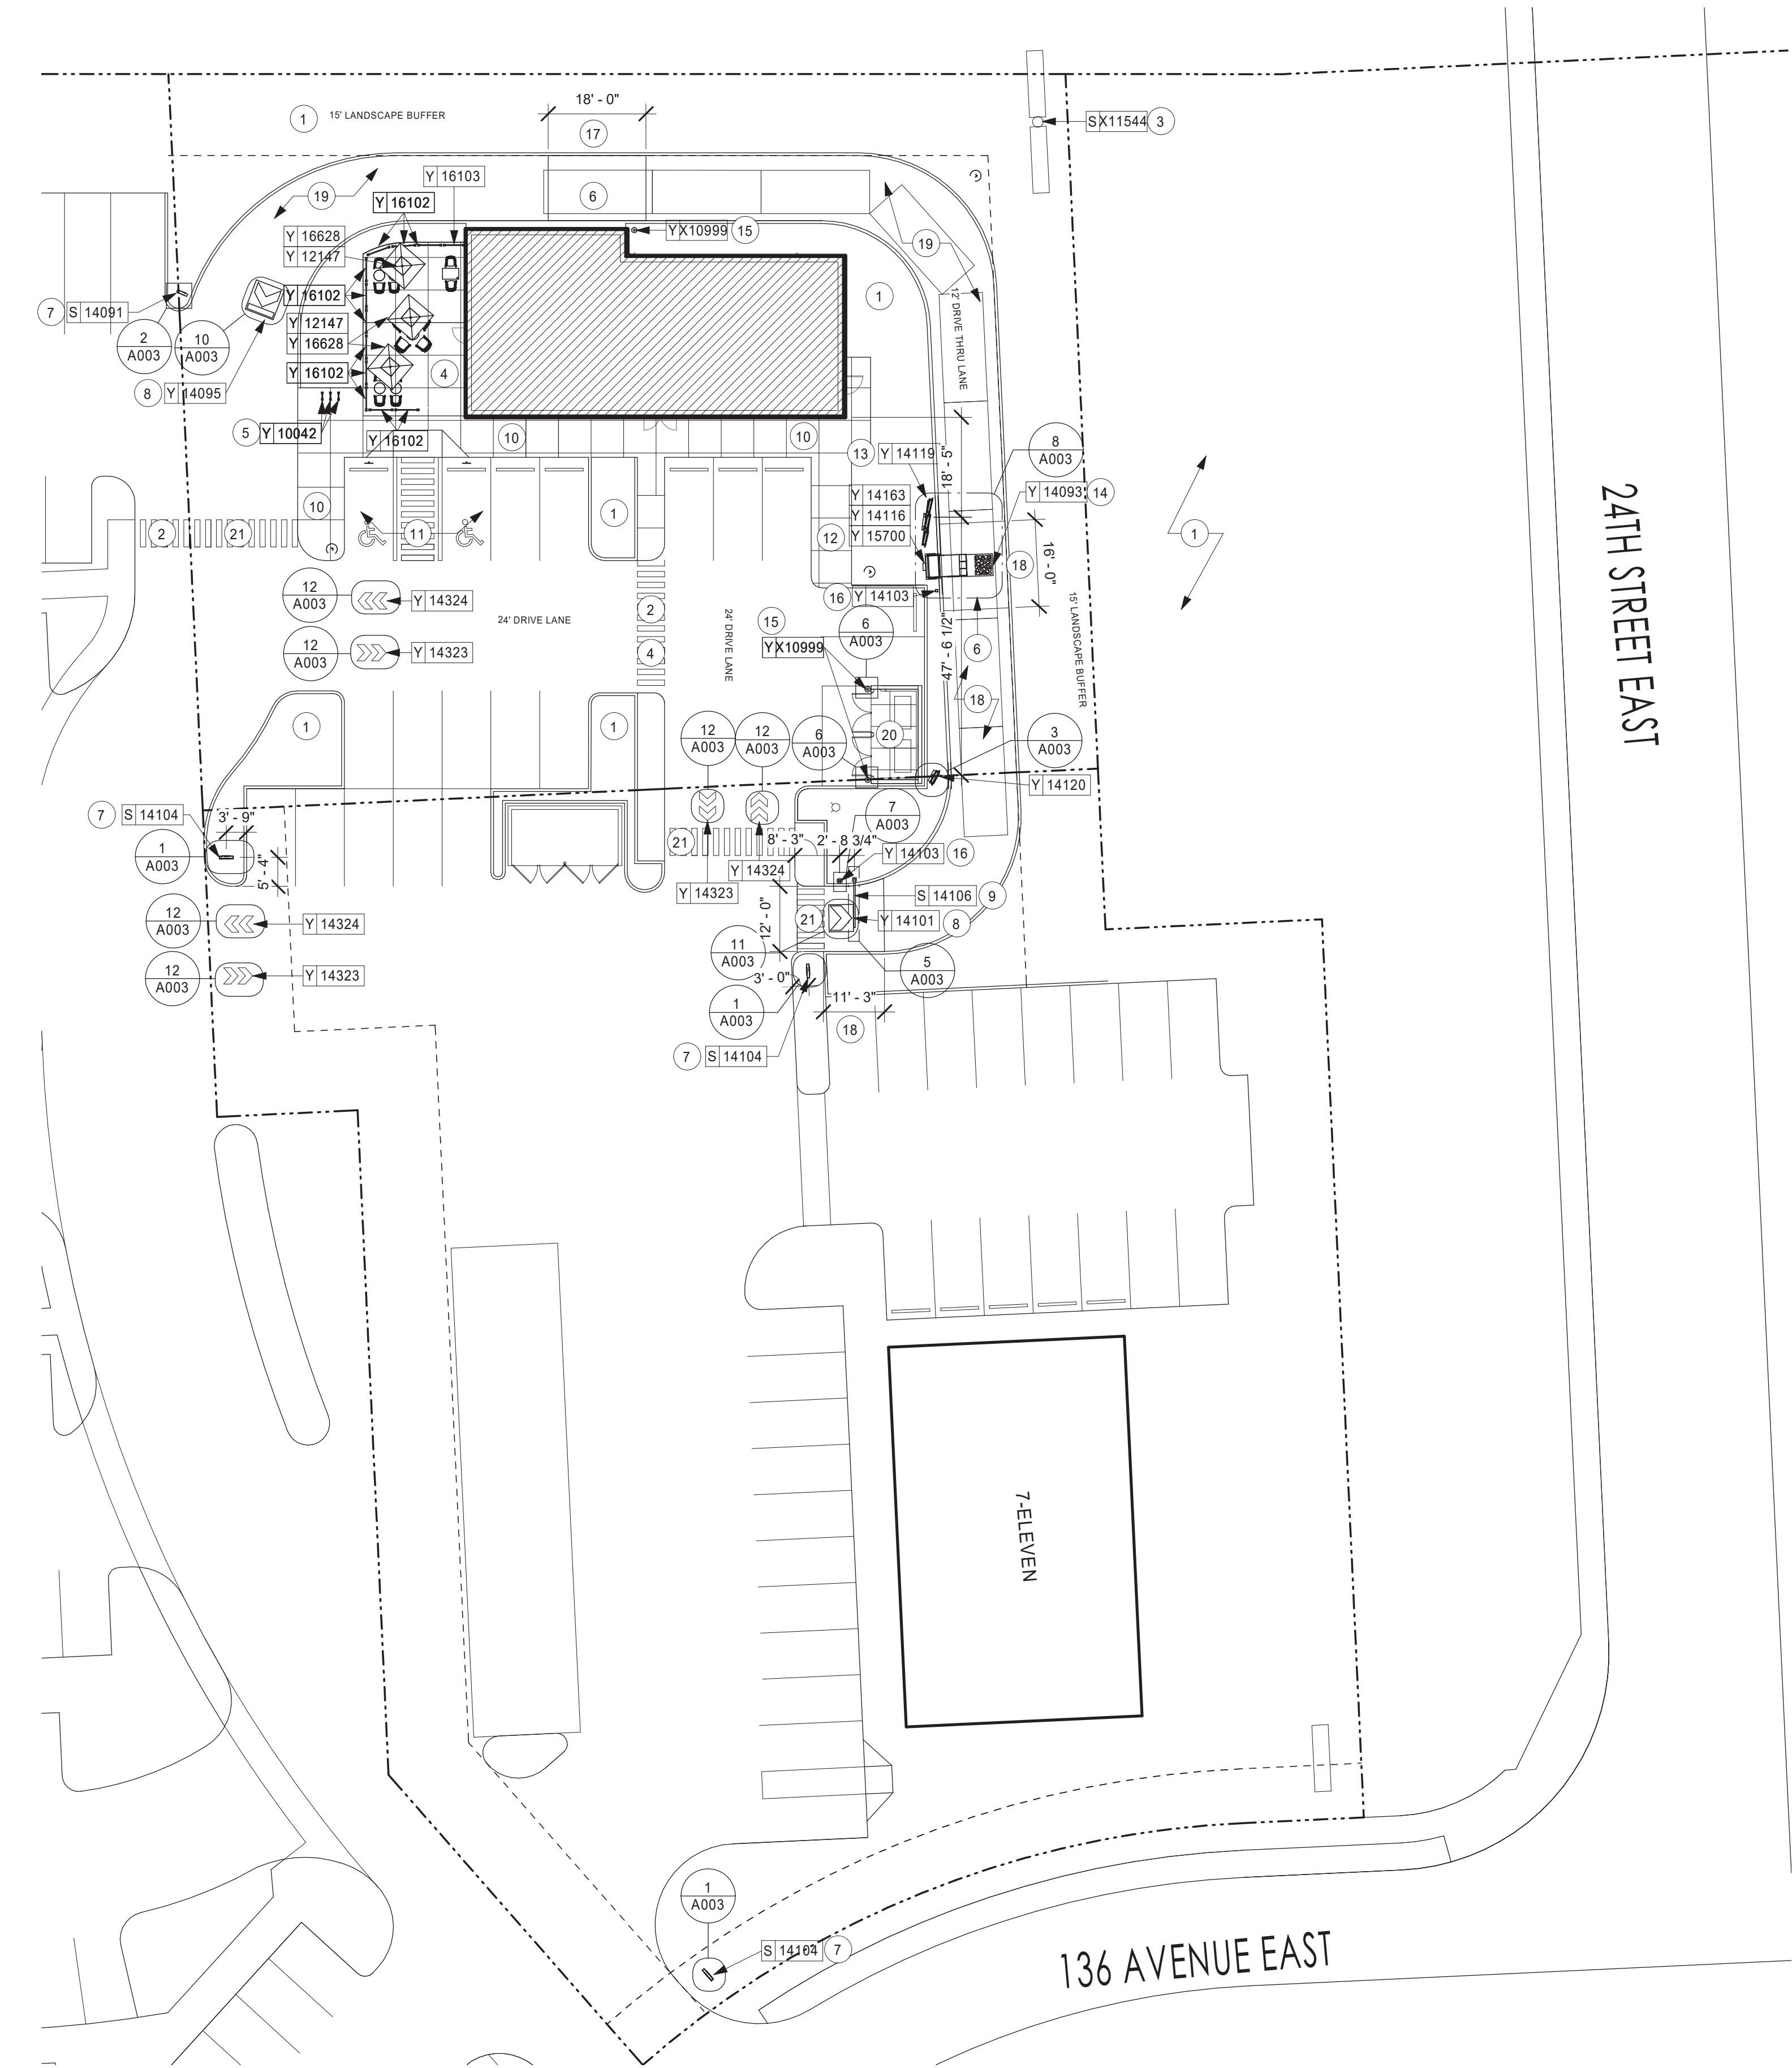 18' - 0"
1 15' LANDSCAPE BUFFER
17
S X11544 3
Y 16103
19
6
Y 16102
Y X10999 15
Y 16628
Y 12147
19
7 S 14091
Y 16102
1
12' DRIVE THRU LANE
2
A003
10
A003
Y 12147
Y 16628
8 Y 14095
Y 16102
4
5 Y 10042
Y 16102
10
10
13 Y 14119
18' - 5"
8
A003
Y 14093 14
Y 14163
Y 14116
Y 15700
10
1
2
21
11
12
1
16' - 0"
18
24TH STREET EAST
12
A003
Y 14324
16 Y 14103
2
24' DRIVE LANE
24' DRIVE LANE
15
6
A003
15' LANDSCAPE BUFFER
12
A003
Y 14323
4
Y X10999
47' - 6 1/2"
6
18
1
1
12
A003
12
A003
6
A003
20
3
A003
Y 14120
7 S 14104
3' - 9"
7
A003
1
A003
5' - 4"
21
8' - 3"
2' - 8 3/4"
Y 14103 16
Y 14324
Y 14323
S 14106 9
12
A003
Y 14324
12' - 0"
21
Y 14101 8
11
A003
5
A003
12
A003
Y 14323
3' - 0"
1
A003
11' - 3"
18
7 S 14104
7-ELEVEN
1
A003
S 14104 7
136 AVENUE EAST